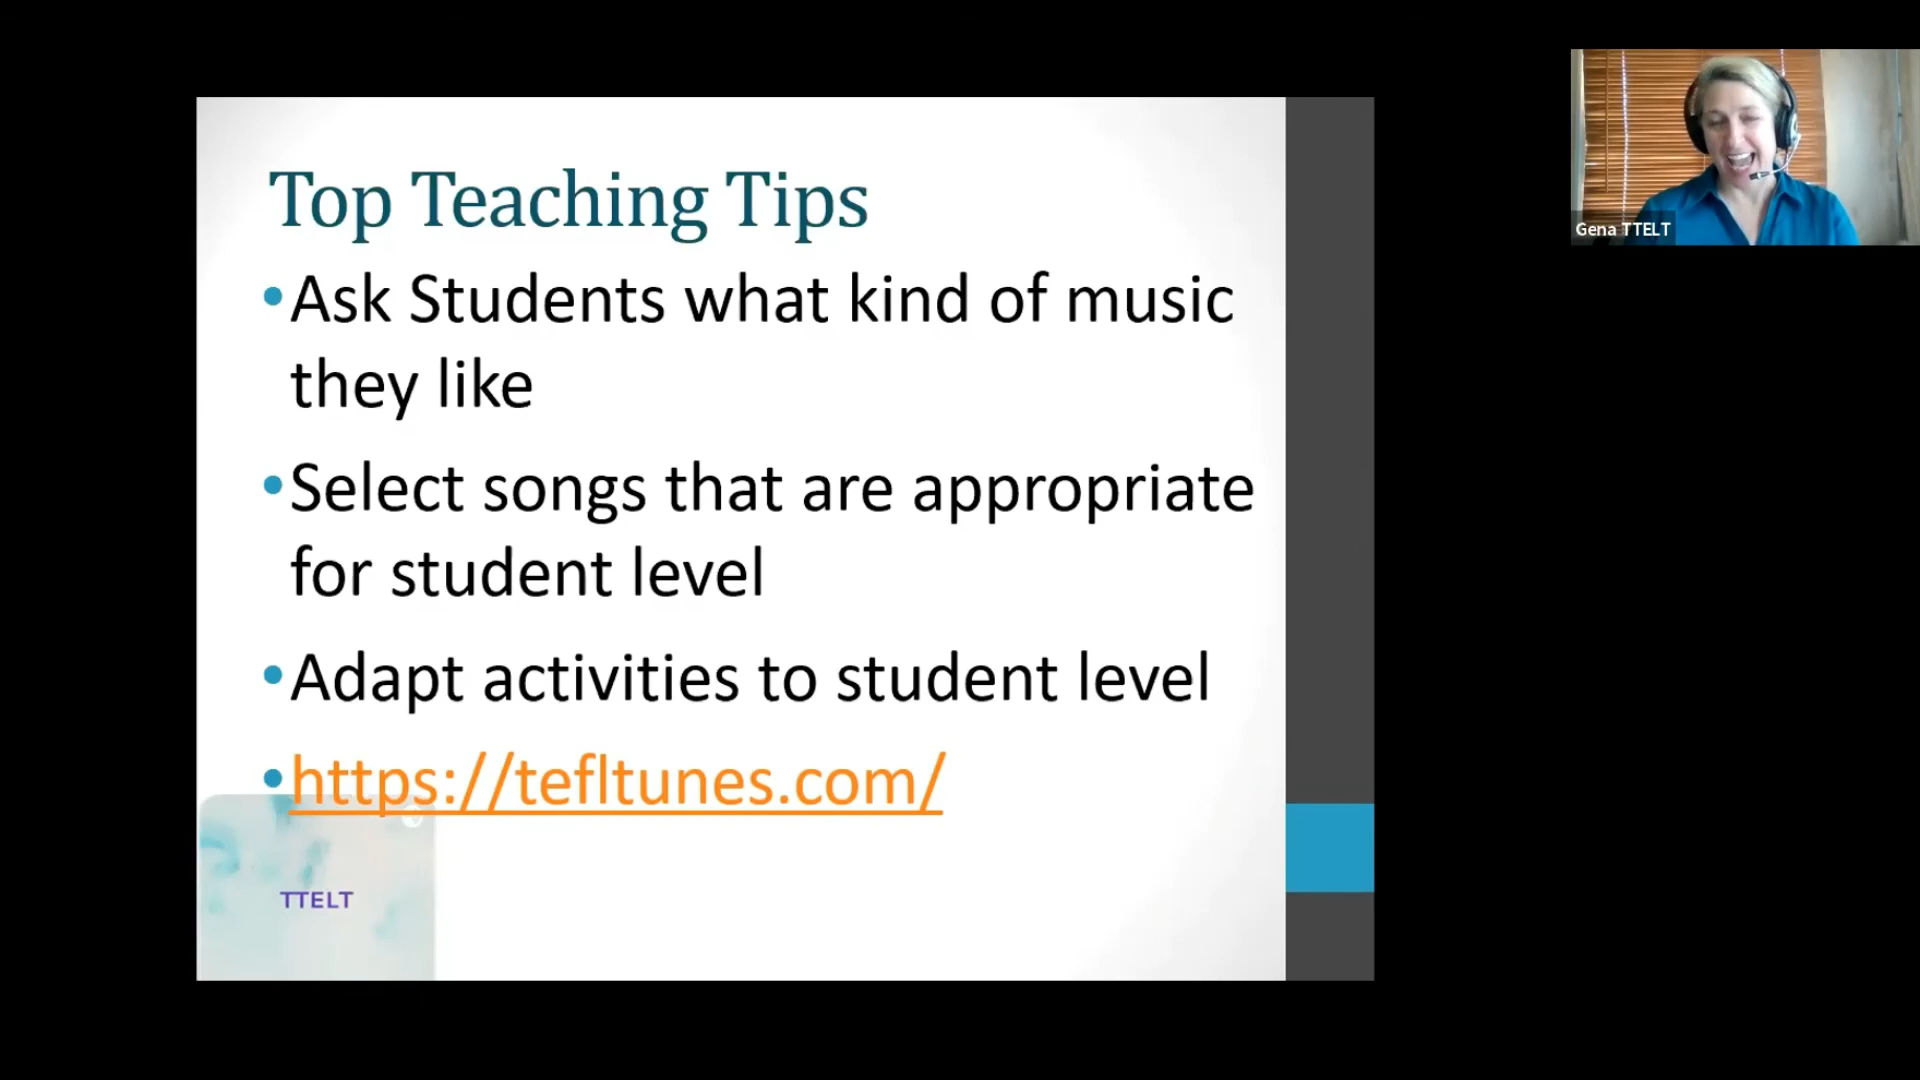 Top Teaching Tips
•Ask Students what kind of music
they like
•Select songs that are appropriate
for student level
•Adapt activities to student level
•https://tefltunes.com/
TTELT
Gena TTELT